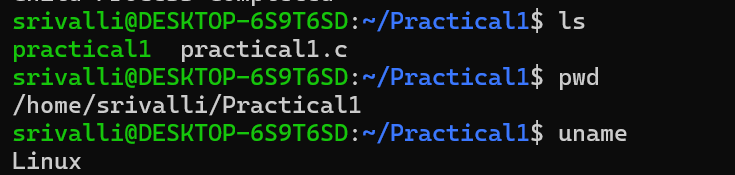 srivalli@DESKTOP-6S9T6SD:~/Practical1$ ls
practical1  practical1.c
srivalli@DESKTOP-6S9T6SD:~/Practical1$ pwd
/home/srivalli/Practical1
srivalli@DESKTOP-6S9T6SD:~/Practical1$ uname
Linux